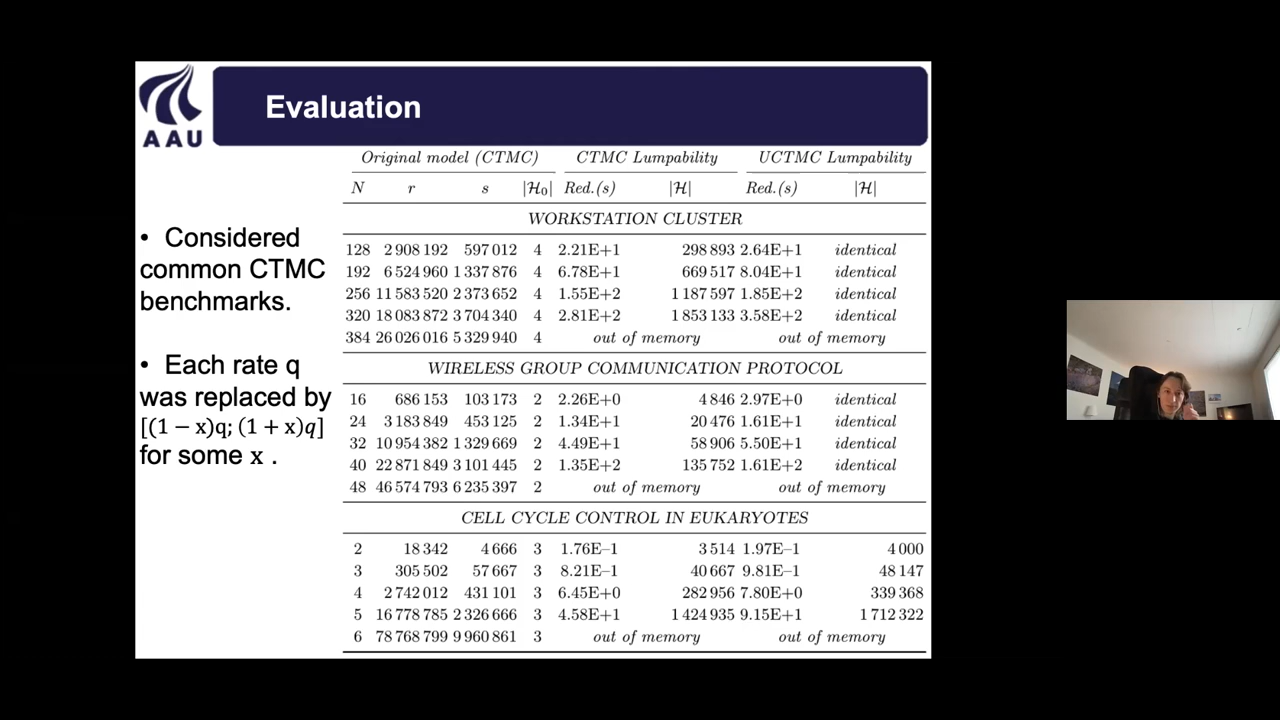 AAU
Evaluation
• Considered
common CTMC
benchmarks.
• Each rate q
was replaced by
[(1 − x)q; (1 + x)q]
for some x .
Original model (CTMC) CTMC Lumpability UCTMC Lumpability
N r s |ℋ₀| Red.(s) |ℋ| Red.(s) |ℋ|
WORKSTATION CLUSTER
128 2 908 192 597 012 4 2.21E+1 298 893 2.64E+1 identical
192 6 524 960 1 337 876 4 6.78E+1 669 517 8.04E+1 identical
256 11 583 520 2 373 652 4 1.55E+2 1 187 597 1.85E+2 identical
320 18 083 872 3 704 340 4 2.81E+2 1 853 133 3.58E+2 identical
384 26 026 016 5 329 940 4 out of memory out of memory
WIRELESS GROUP COMMUNICATION PROTOCOL
16 686 153 103 173 2 2.26E+0 4 846 2.97E+0 identical
24 3 183 849 453 125 2 1.34E+1 20 476 1.61E+1 identical
32 10 954 382 1 329 669 2 4.49E+1 58 906 5.50E+1 identical
40 22 871 849 3 101 445 2 1.35E+2 135 752 1.61E+2 identical
48 46 574 793 6 235 397 2 out of memory out of memory
CELL CYCLE CONTROL IN EUKARYOTES
2 18 342 4 666 3 1.76E–1 3 514 1.97E–1 4 000
3 305 502 57 667 3 8.21E–1 40 667 9.81E–1 48 147
4 2 742 012 431 101 3 6.45E+0 282 956 7.80E+0 339 368
5 16 778 785 2 326 666 3 4.58E+1 1 424 935 9.15E+1 1 712 322
6 78 768 799 9 960 861 3 out of memory out of memory